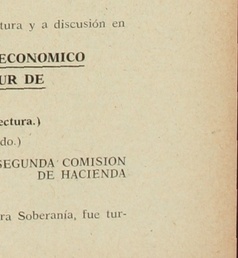 tura y a discusión en
ECONOMICO
UR DE
ectura.)
do.)
SEGUNDA COMISION
DE HACIENDA
ra Soberanía, fue tur-